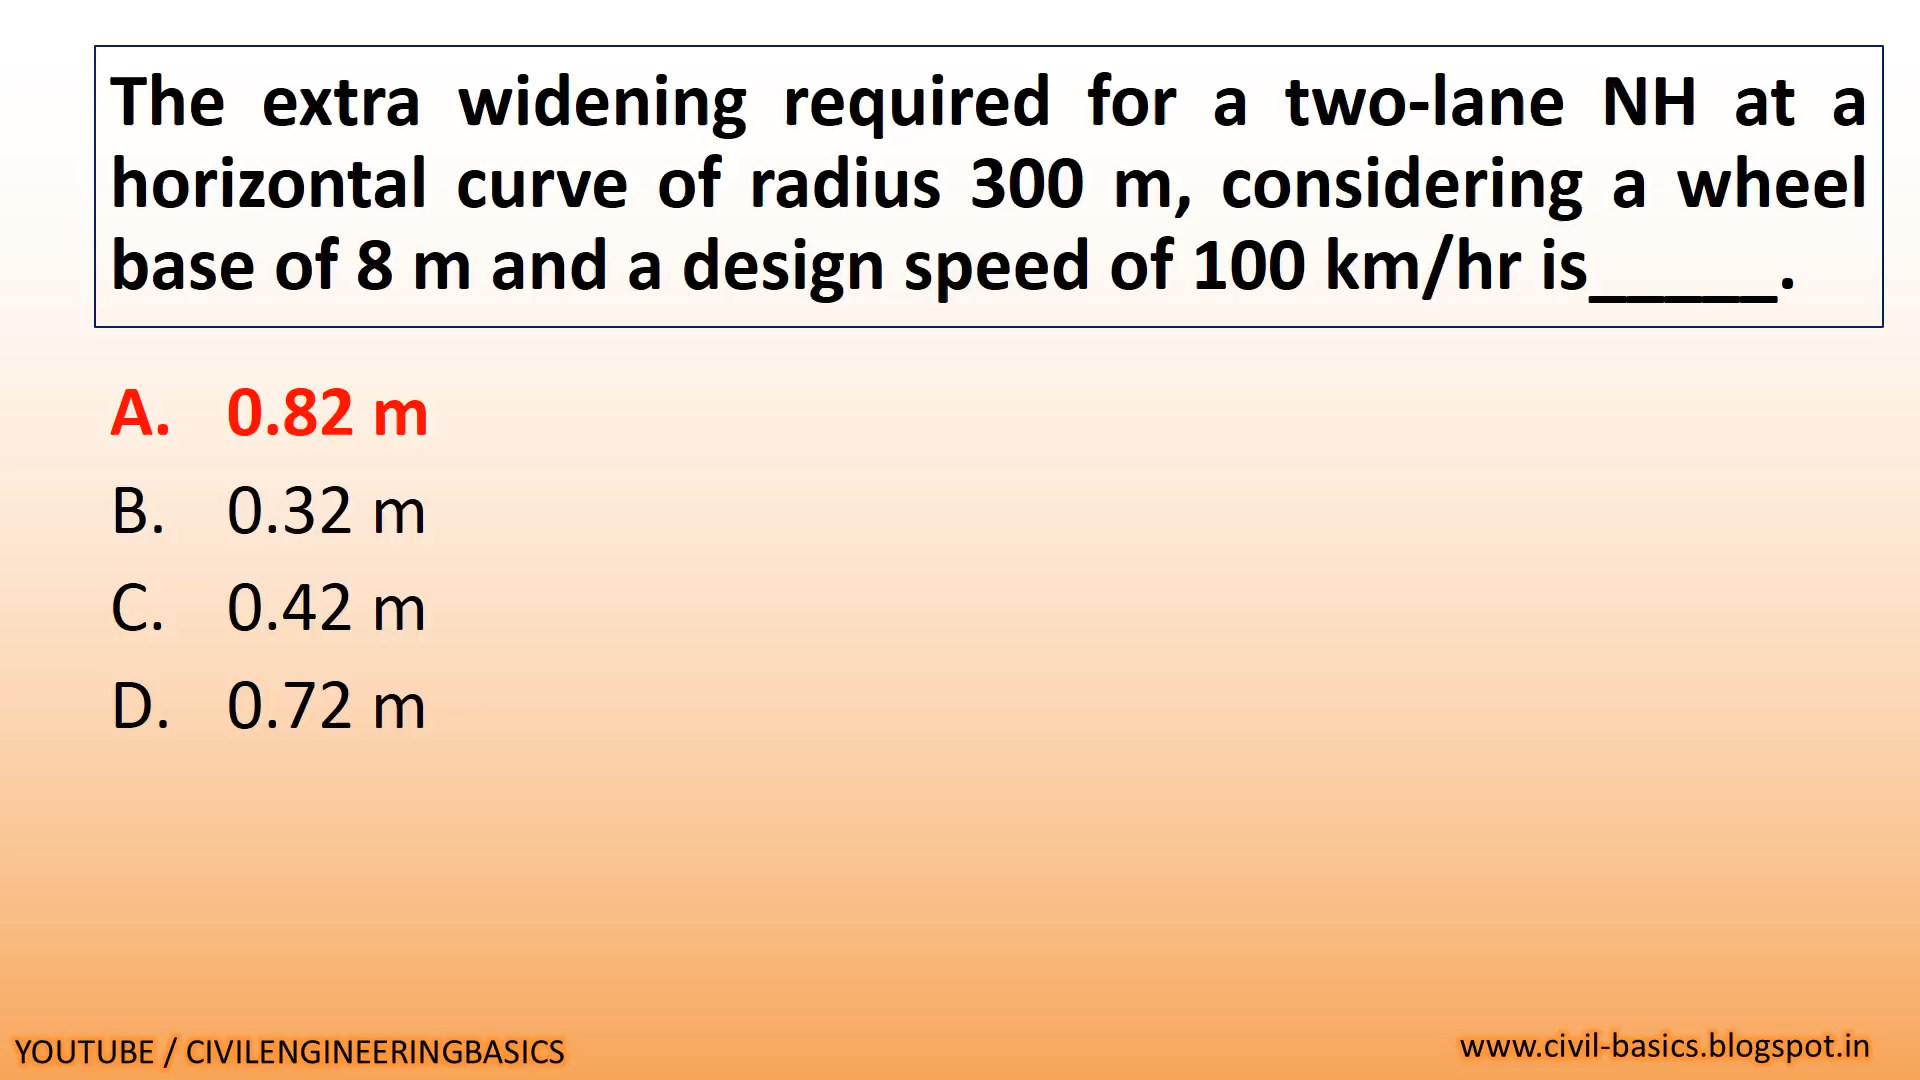 The extra widening required for a two-lane NH at a
horizontal curve of radius 300 m, considering a wheel
base of 8 m and a design speed of 100 km/hr is_____.
A. 0.82 m
B. 0.32 m
C. 0.42 m
D. 0.72 m
YOUTUBE / CIVILENGINEERINGBASICS
www.civil-basics.blogspot.in